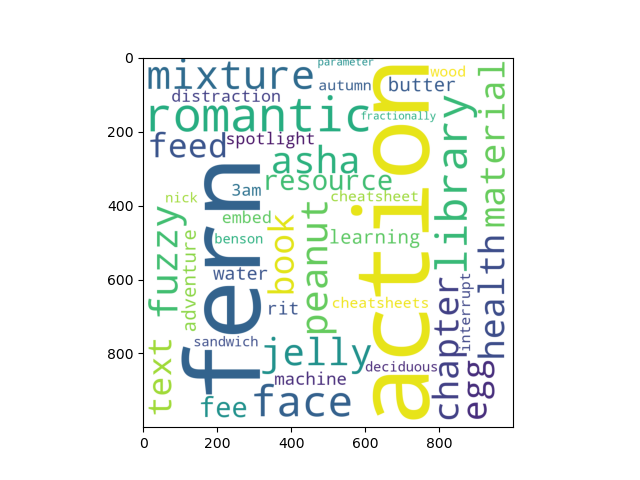 0
200
400
600
800
0
200
400
600
800
parameter
mixture
wood
autumn
butter
distraction
romantic
fractionally
material
feed
spotlight
action
library
asha
resource
3am
cheatsheet
nick
fern
embed
book
peanut
learning
benson
fuzzy
adventure
water
health
rit
cheatsheets
interrupt
chapter
sandwich
jelly
text
deciduous
machine
egg
fee
face